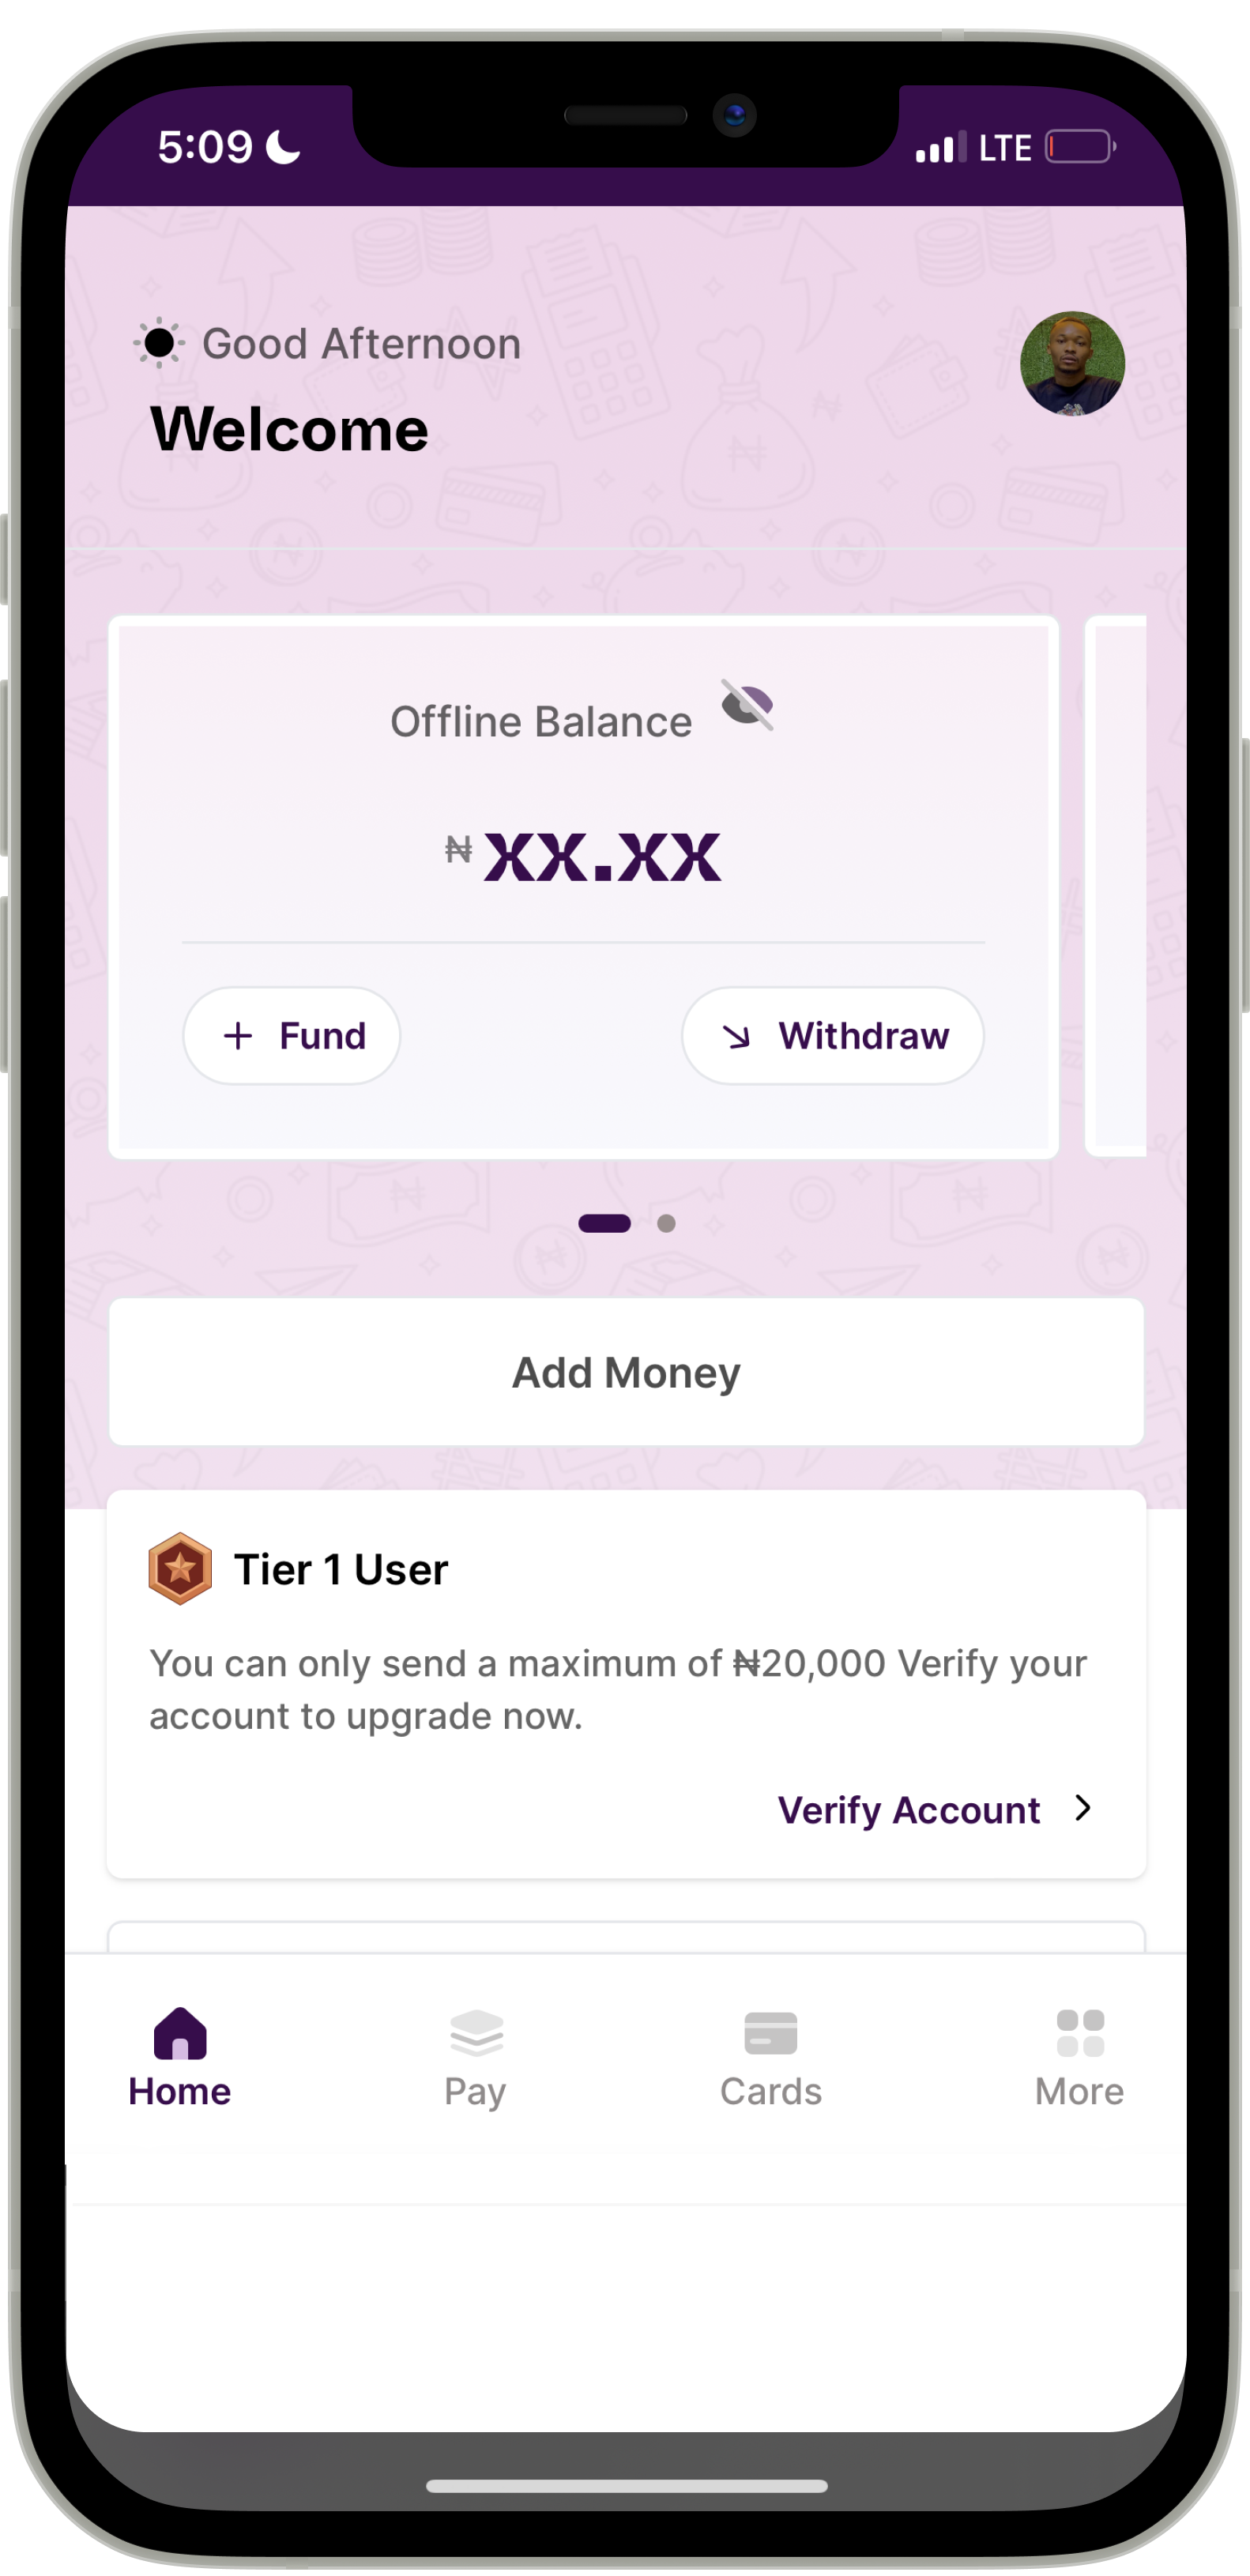 5:09 LTE
Good Afternoon
Welcome
Offline Balance
₦ xx.xx
Fund Withdraw
Add Money
Tier 1 User
You can only send a maximum of ₦20,000 Verify your
account to upgrade now.
Verify Account
Home Pay Cards More